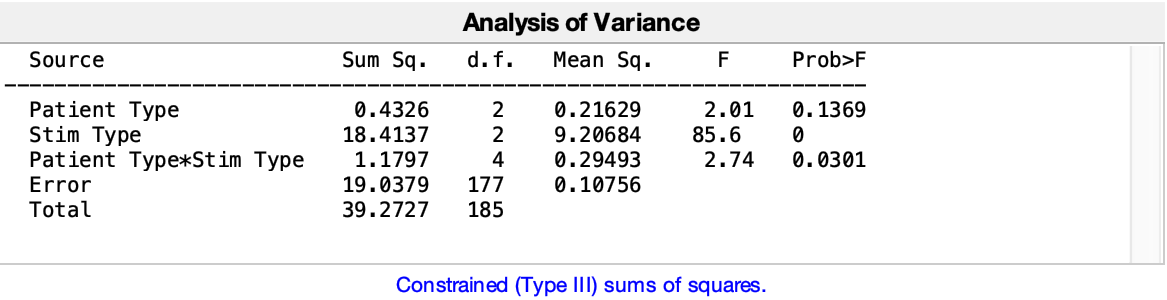 Analysis of Variance
Source Sum Sq. d.f. Mean Sq. F Prob>F
--------------------------------------------------------------------------------
Patient Type 0.4326 2 0.21629 2.01 0.1369
Stim Type 18.4137 2 9.20684 85.6 0
Patient Type*Stim Type 1.1797 4 0.29493 2.74 0.0301
Error 19.0379 177 0.10756
Total 39.2727 185
Constrained (Type III) sums of squares.